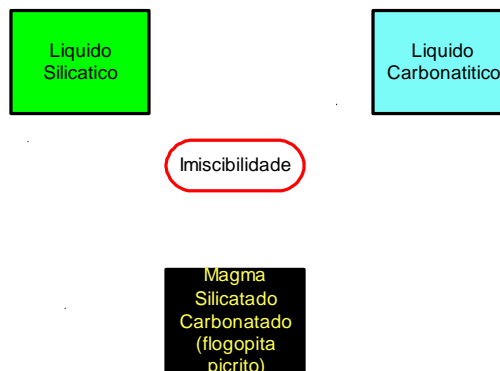 Liquido
Silicatico
Liquido
Carbonatitico
Imiscibilidade
Magma
Silicatado
Carbonatado
(flogopita
picrito)